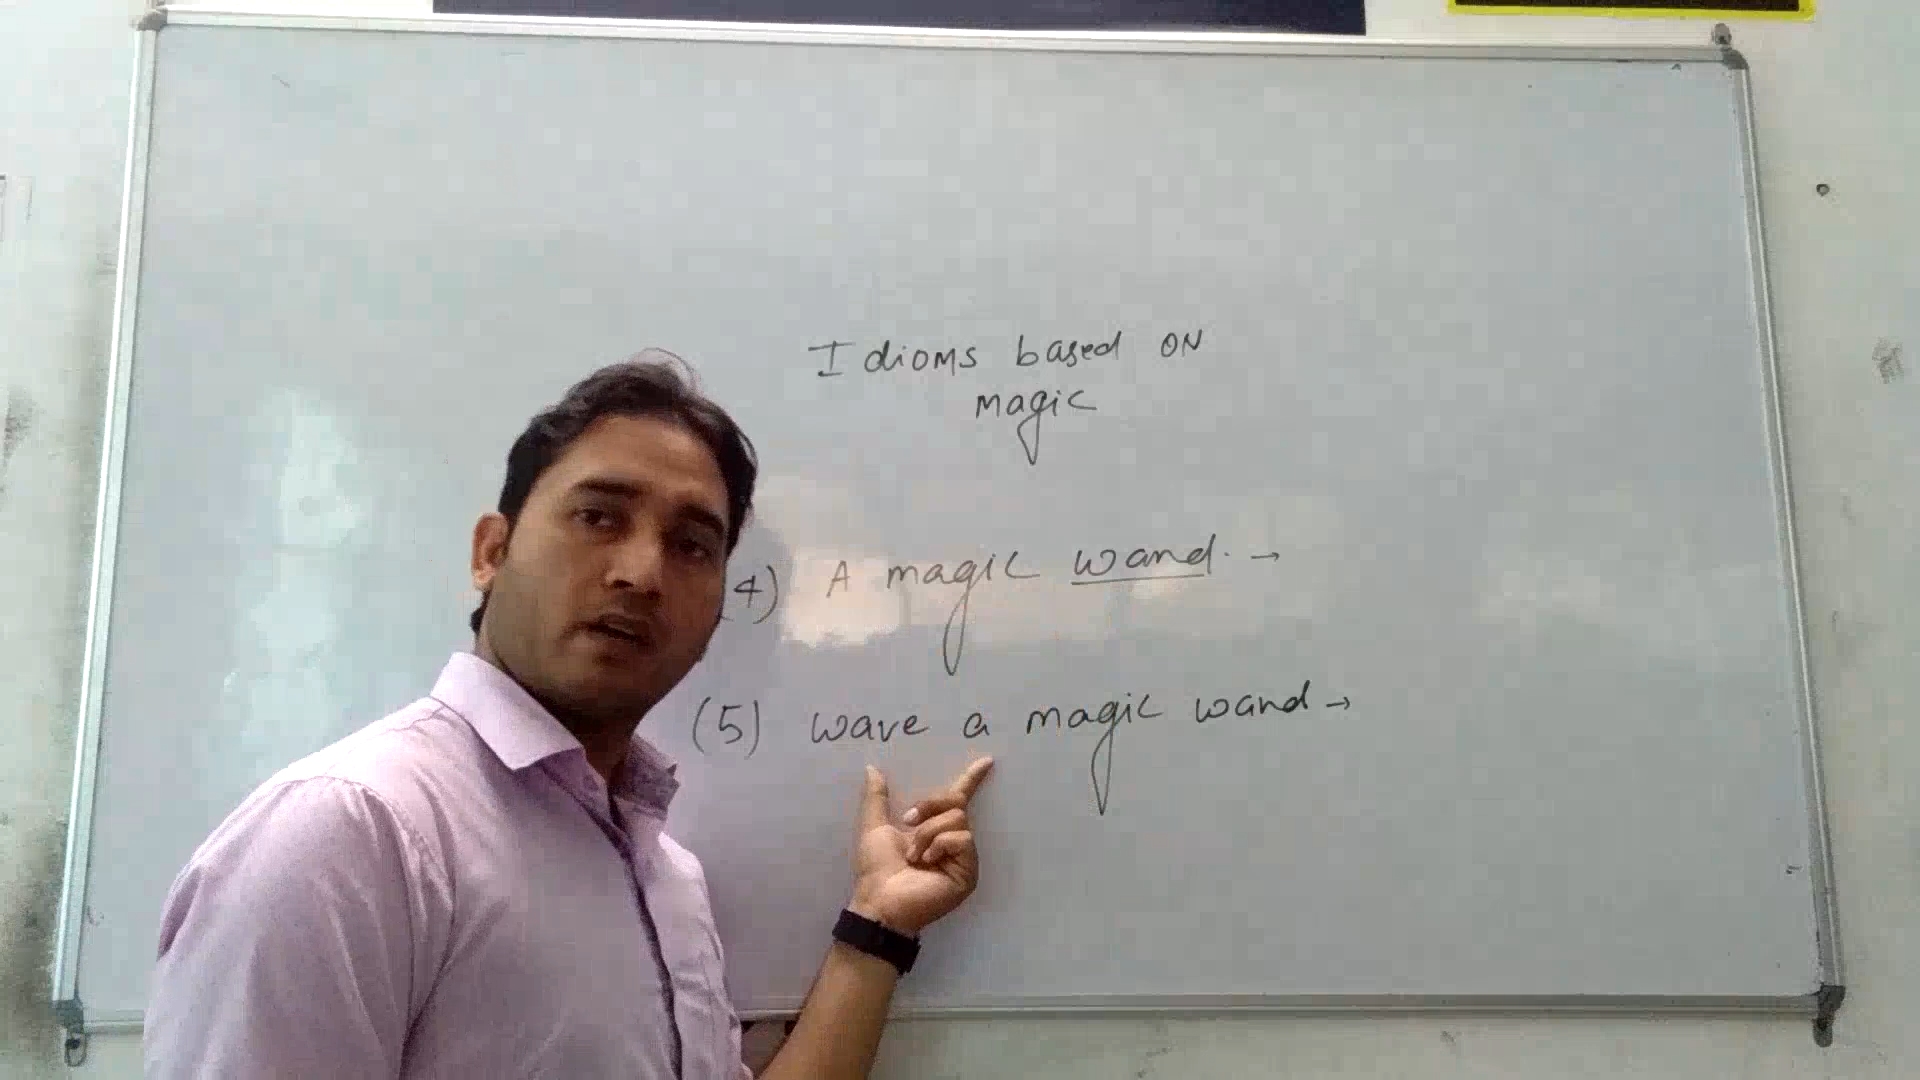 Idioms based ON
magic
(4) A magic wand. →
(5) wave a magic wand →